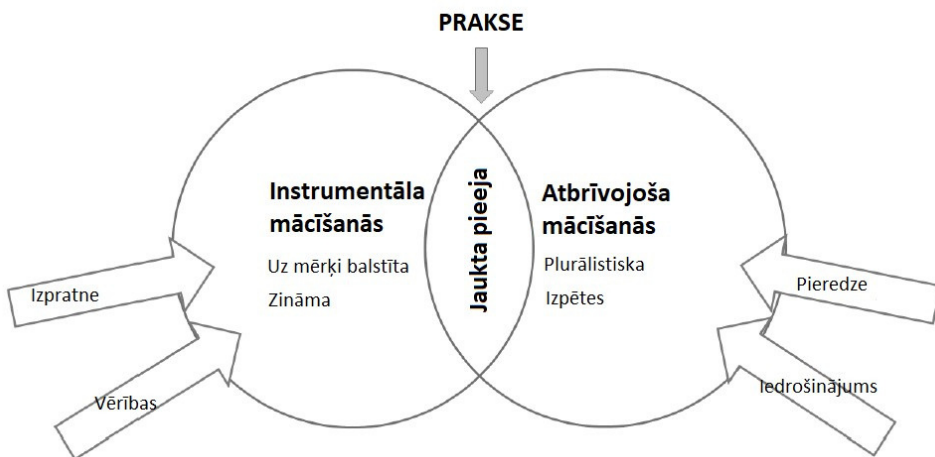 PRAKSE
Instrumentāla
mācīšanās
Uz mērķi balstīta
Zināma
Jaukta pieeja
Atbrīvojoša
mācīšanās
Plurālistiska
Izpētes
Izpratne
Vērības
Pieredze
Iedrošinājums